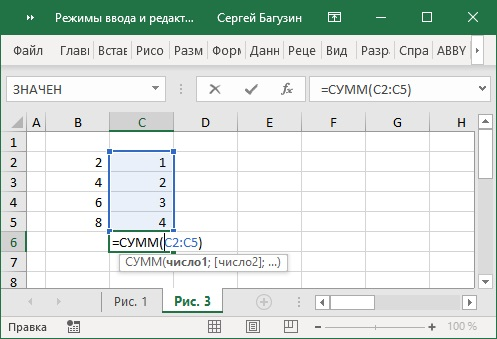 Режимы ввода и редакт... Сергей Багузин
Файл Главн Встав Рисо Разм Форм Данн Реце Вид Разра Спра ABBY
ЗНАЧЕН fx =СУММ(C2:C5)
A B C D E F G H
1
2 2 1
3 4 2
4 6 3
5 8 4
6 =СУММ(C2:C5)
7 СУММ(число1; [число2]; ...)
8
Рис. 1 Рис. 3
Правка 100 %